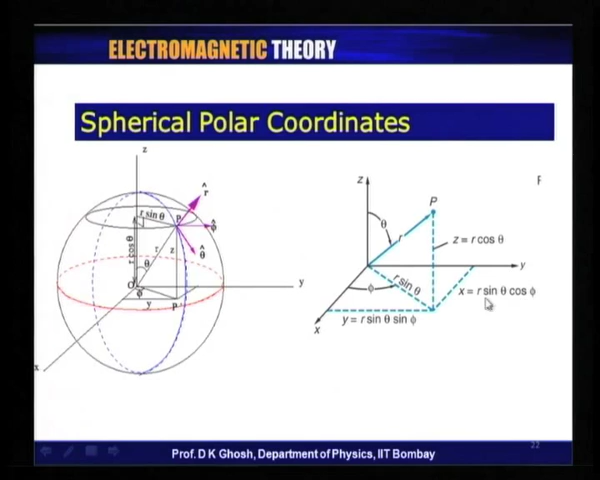 ELECTROMAGNETIC THEORY
Spherical Polar Coordinates
z
r̂
r sin θ
P
φ̂
θ̂
r cos θ
r
z
θ
O
φ
y
P'
y
x
z
P
θ
r
z = r cos θ
y
φ
r sin θ
x = r sin θ cos φ
x
y = r sin θ sin φ
F
Prof. D K Ghosh, Department of Physics, IIT Bombay
22